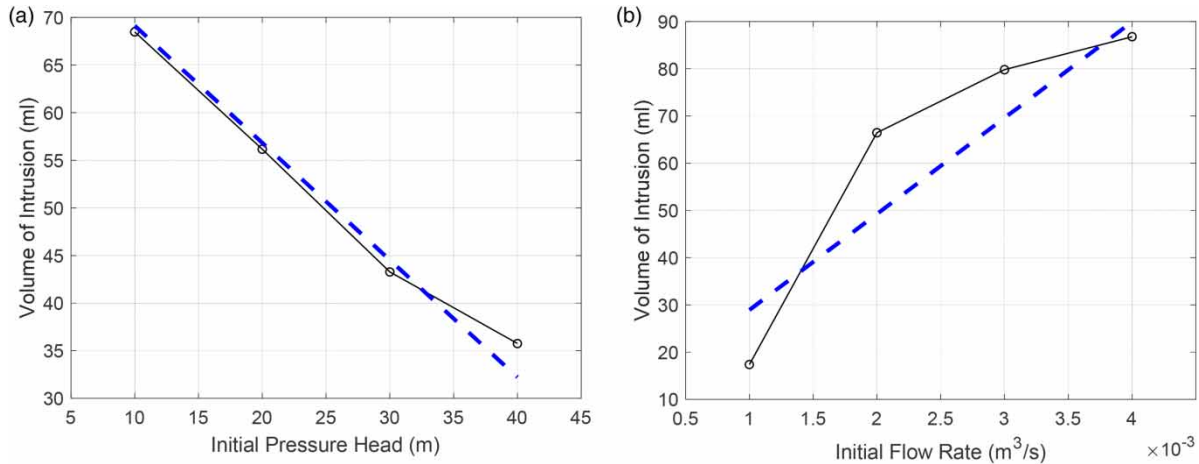 (a)
70
65
60
55
50
45
40
35
30
Volume of Intrusion (ml)
5 10 15 20 25 30 35 40 45
Initial Pressure Head (m)
(b)
90
80
70
60
50
40
30
20
10
Volume of Intrusion (ml)
0.5 1 1.5 2 2.5 3 3.5 4
Initial Flow Rate (m³/s)
×10⁻³